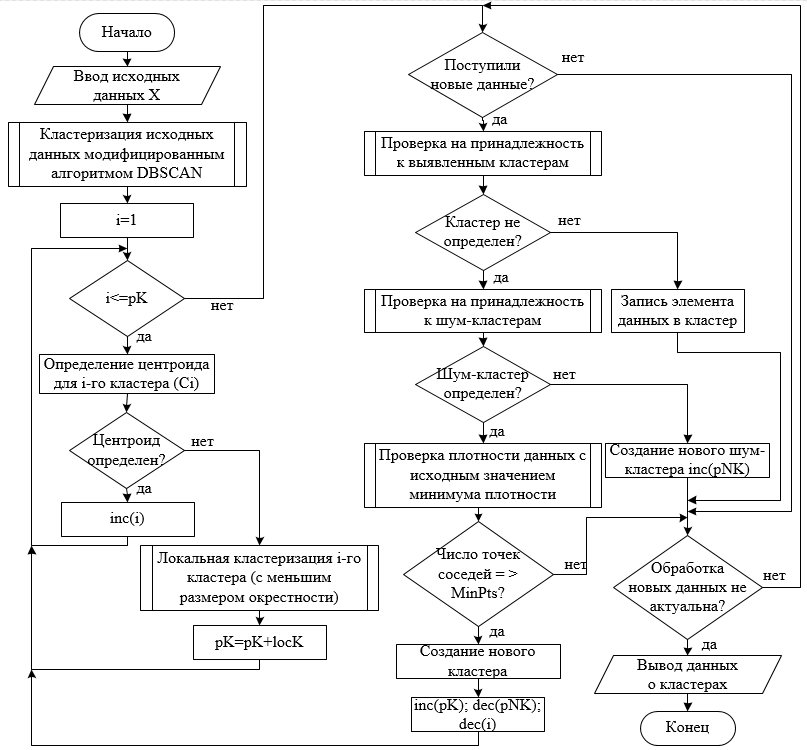 Начало
Ввод исходных
данных X
Кластеризация исходных
данных модифицированным
алгоритмом DBSCAN
i=1
i<=pK
нет
да
Определение центроида
для i-го кластера (Ci)
Центроид
определен?
нет
да
inc(i)
Локальная кластеризация i-го
кластера (с меньшим
размером окрестности)
pK=pK+locK
Поступили
новые данные?
нет
да
Проверка на принадлежность
к выявленным кластерам
Кластер не
определен?
нет
да
Проверка на принадлежность
к шум-кластерам
Запись элемента
данных в кластер
Шум-кластер
определен?
нет
да
Проверка плотности данных с
исходным значением
минимума плотности
Создание нового шум-
кластера inc(pNK)
Число точек
соседей = >
MinPts?
нет
да
Создание нового
кластера
inc(pK); dec(pNK);
dec(i)
Обработка
новых данных не
актуальна?
нет
да
Вывод данных
о кластерах
Конец